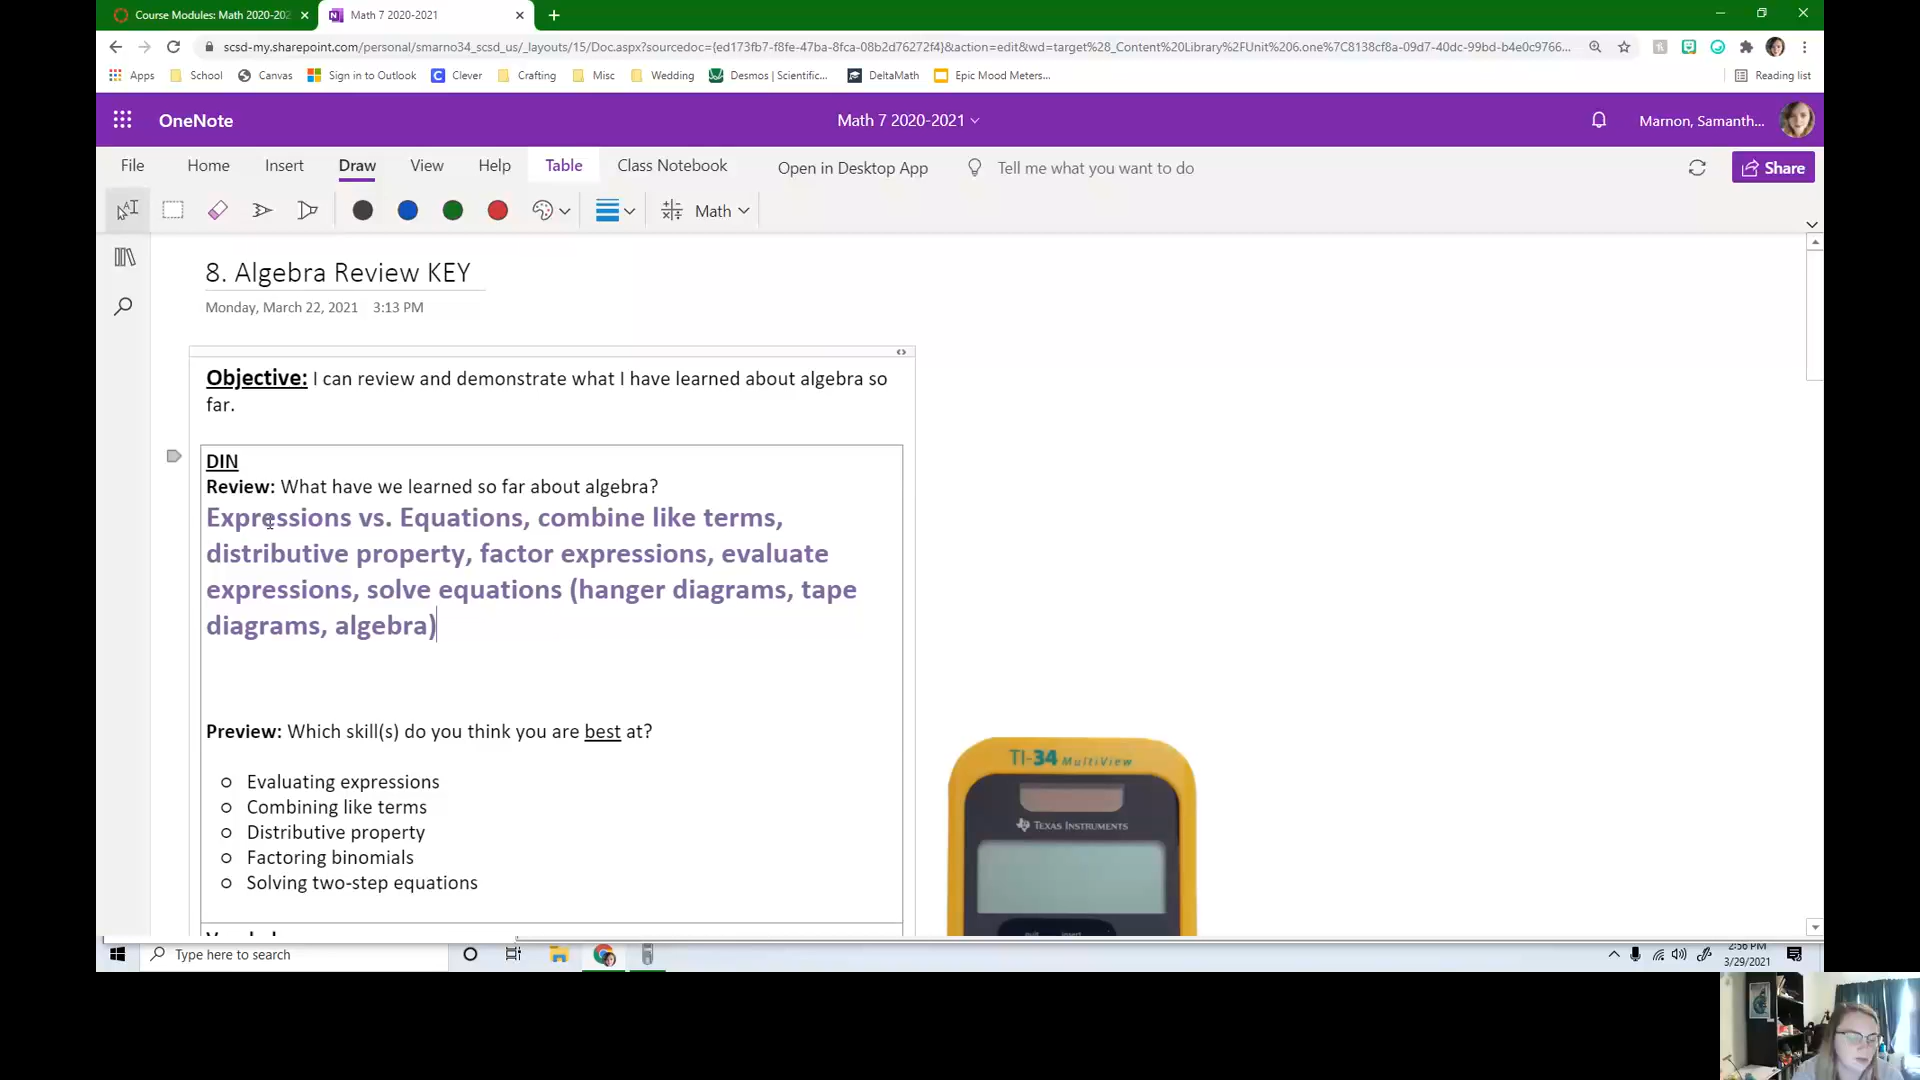 Course Modules: Math 2020-202
Math 7 2020-2021
scsd-my.sharepoint.com/personal/smarno34_scsd_us/_layouts/15/Doc.aspx?sourcedoc={ed173fb7-f8fe-47ba-8fca-08b2d76272f4}&action=edit&wd=target%28_Content%20Library%2FUnit%206.one%7C8138cf8a-09d7-40dc-99bd-b4e0c9766...
Apps School Canvas Sign in to Outlook Clever Crafting Misc Wedding Desmos | Scientific... DeltaMath Epic Mood Meters... Reading list
OneNote Math 7 2020-2021 Marnon, Samanth...
File Home Insert Draw View Help Table Class Notebook Open in Desktop App Tell me what you want to do Share
Math
8. Algebra Review KEY
Monday, March 22, 2021 3:13 PM
Objective: I can review and demonstrate what I have learned about algebra so
far.
DIN
Review: What have we learned so far about algebra?
Expressions vs. Equations, combine like terms,
distributive property, factor expressions, evaluate
expressions, solve equations (hanger diagrams, tape
diagrams, algebra)
Preview: Which skill(s) do you think you are best at?
Evaluating expressions
Combining like terms
Distributive property
Factoring binomials
Solving two-step equations
TI-34 MultiView
TEXAS INSTRUMENTS
Type here to search
2:56 PM
3/29/2021